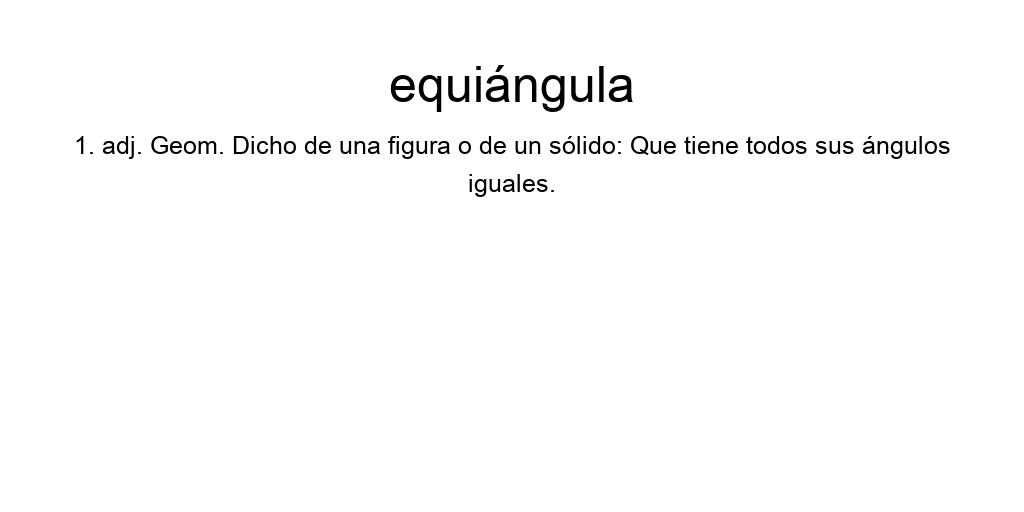 equiángula
1. adj. Geom. Dicho de una figura o de un sólido: Que tiene todos sus ángulos
iguales.